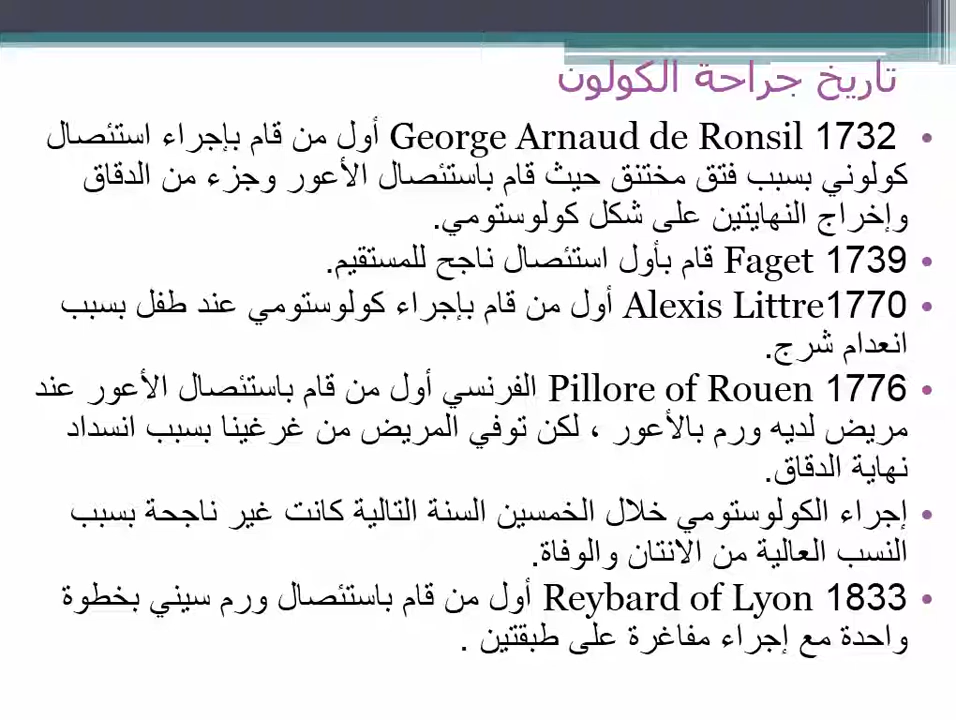 تاريخ جراحة الكولون
• 1732 George Arnaud de Ronsil أول من قام بإجراء استئصال
كولوني بسبب فتق مختنق حيث قام باستئصال الأعور وجزء من الدقاق
وإخراج النهايتين على شكل كولوستومي.
• 1739 Faget قام بأول استئصال ناجح للمستقيم.
• 1770Alexis Littre أول من قام بإجراء كولوستومي عند طفل بسبب
انعدام شرج.
• 1776 Pillore of Rouen الفرنسي أول من قام باستئصال الأعور عند
مريض لديه ورم بالأعور ، لكن توفي المريض من غرغينا بسبب انسداد
نهاية الدقاق.
• إجراء الكولوستومي خلال الخمسين السنة التالية كانت غير ناجحة بسبب
النسب العالية من الانتان والوفاة.
• 1833 Reybard of Lyon أول من قام باستئصال ورم سيني بخطوة
واحدة مع إجراء مفاغرة على طبقتين .